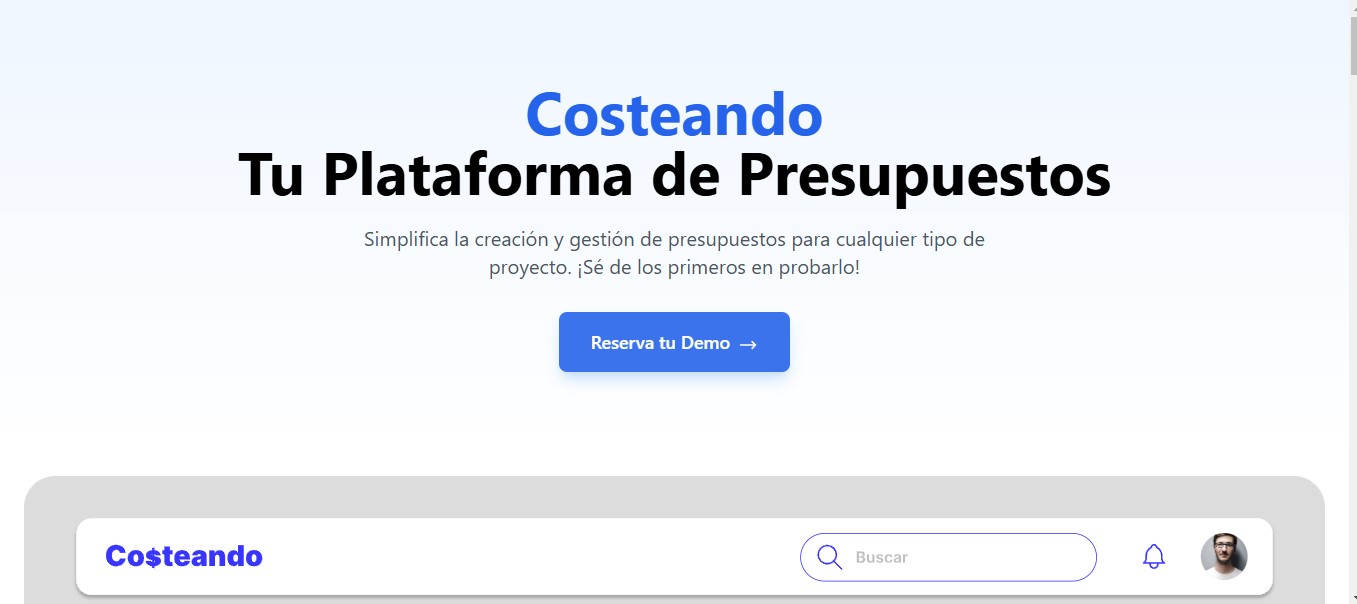 Costeando
Tu Plataforma de Presupuestos
Simplifica la creación y gestión de presupuestos para cualquier tipo de
proyecto. ¡Sé de los primeros en probarlo!
Reserva tu Demo →
Co$teando
Buscar